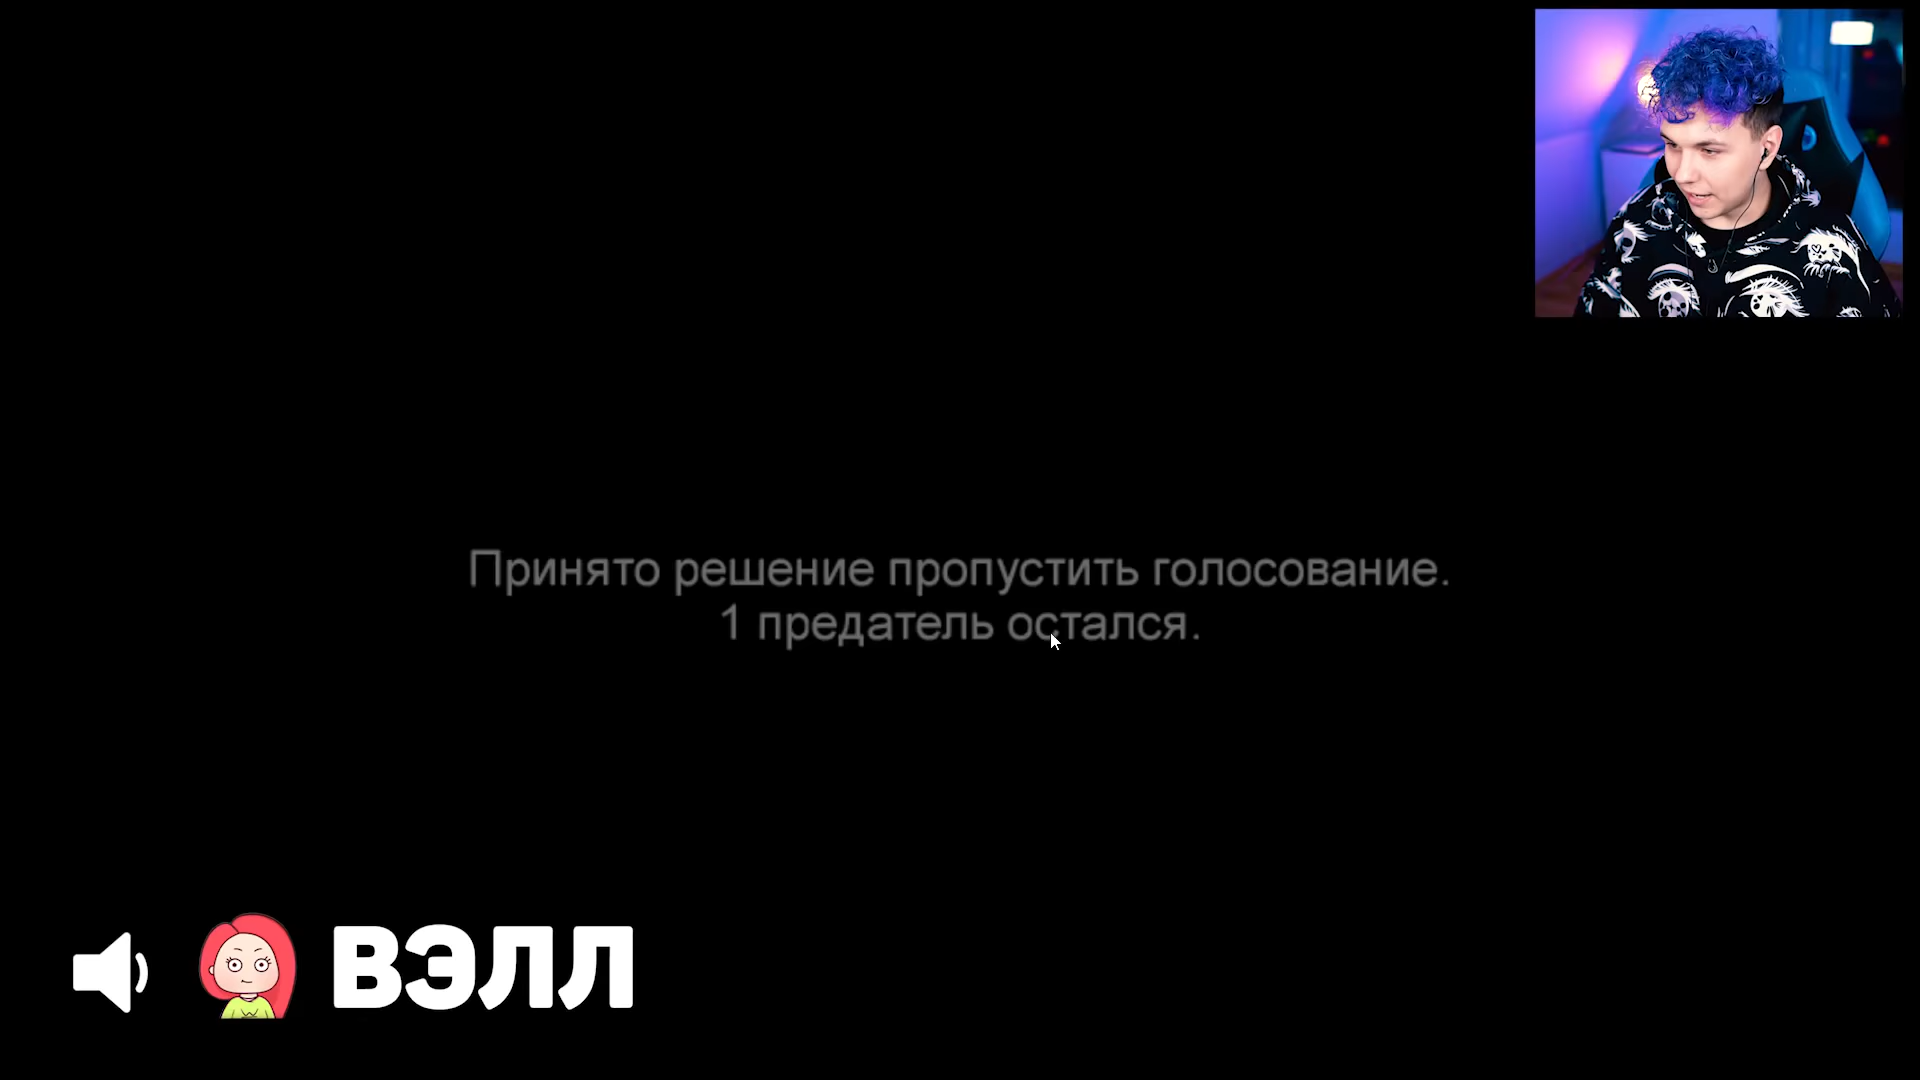 Принято решение пропустить голосование.
1 предатель остался.
ВЭЛЛ